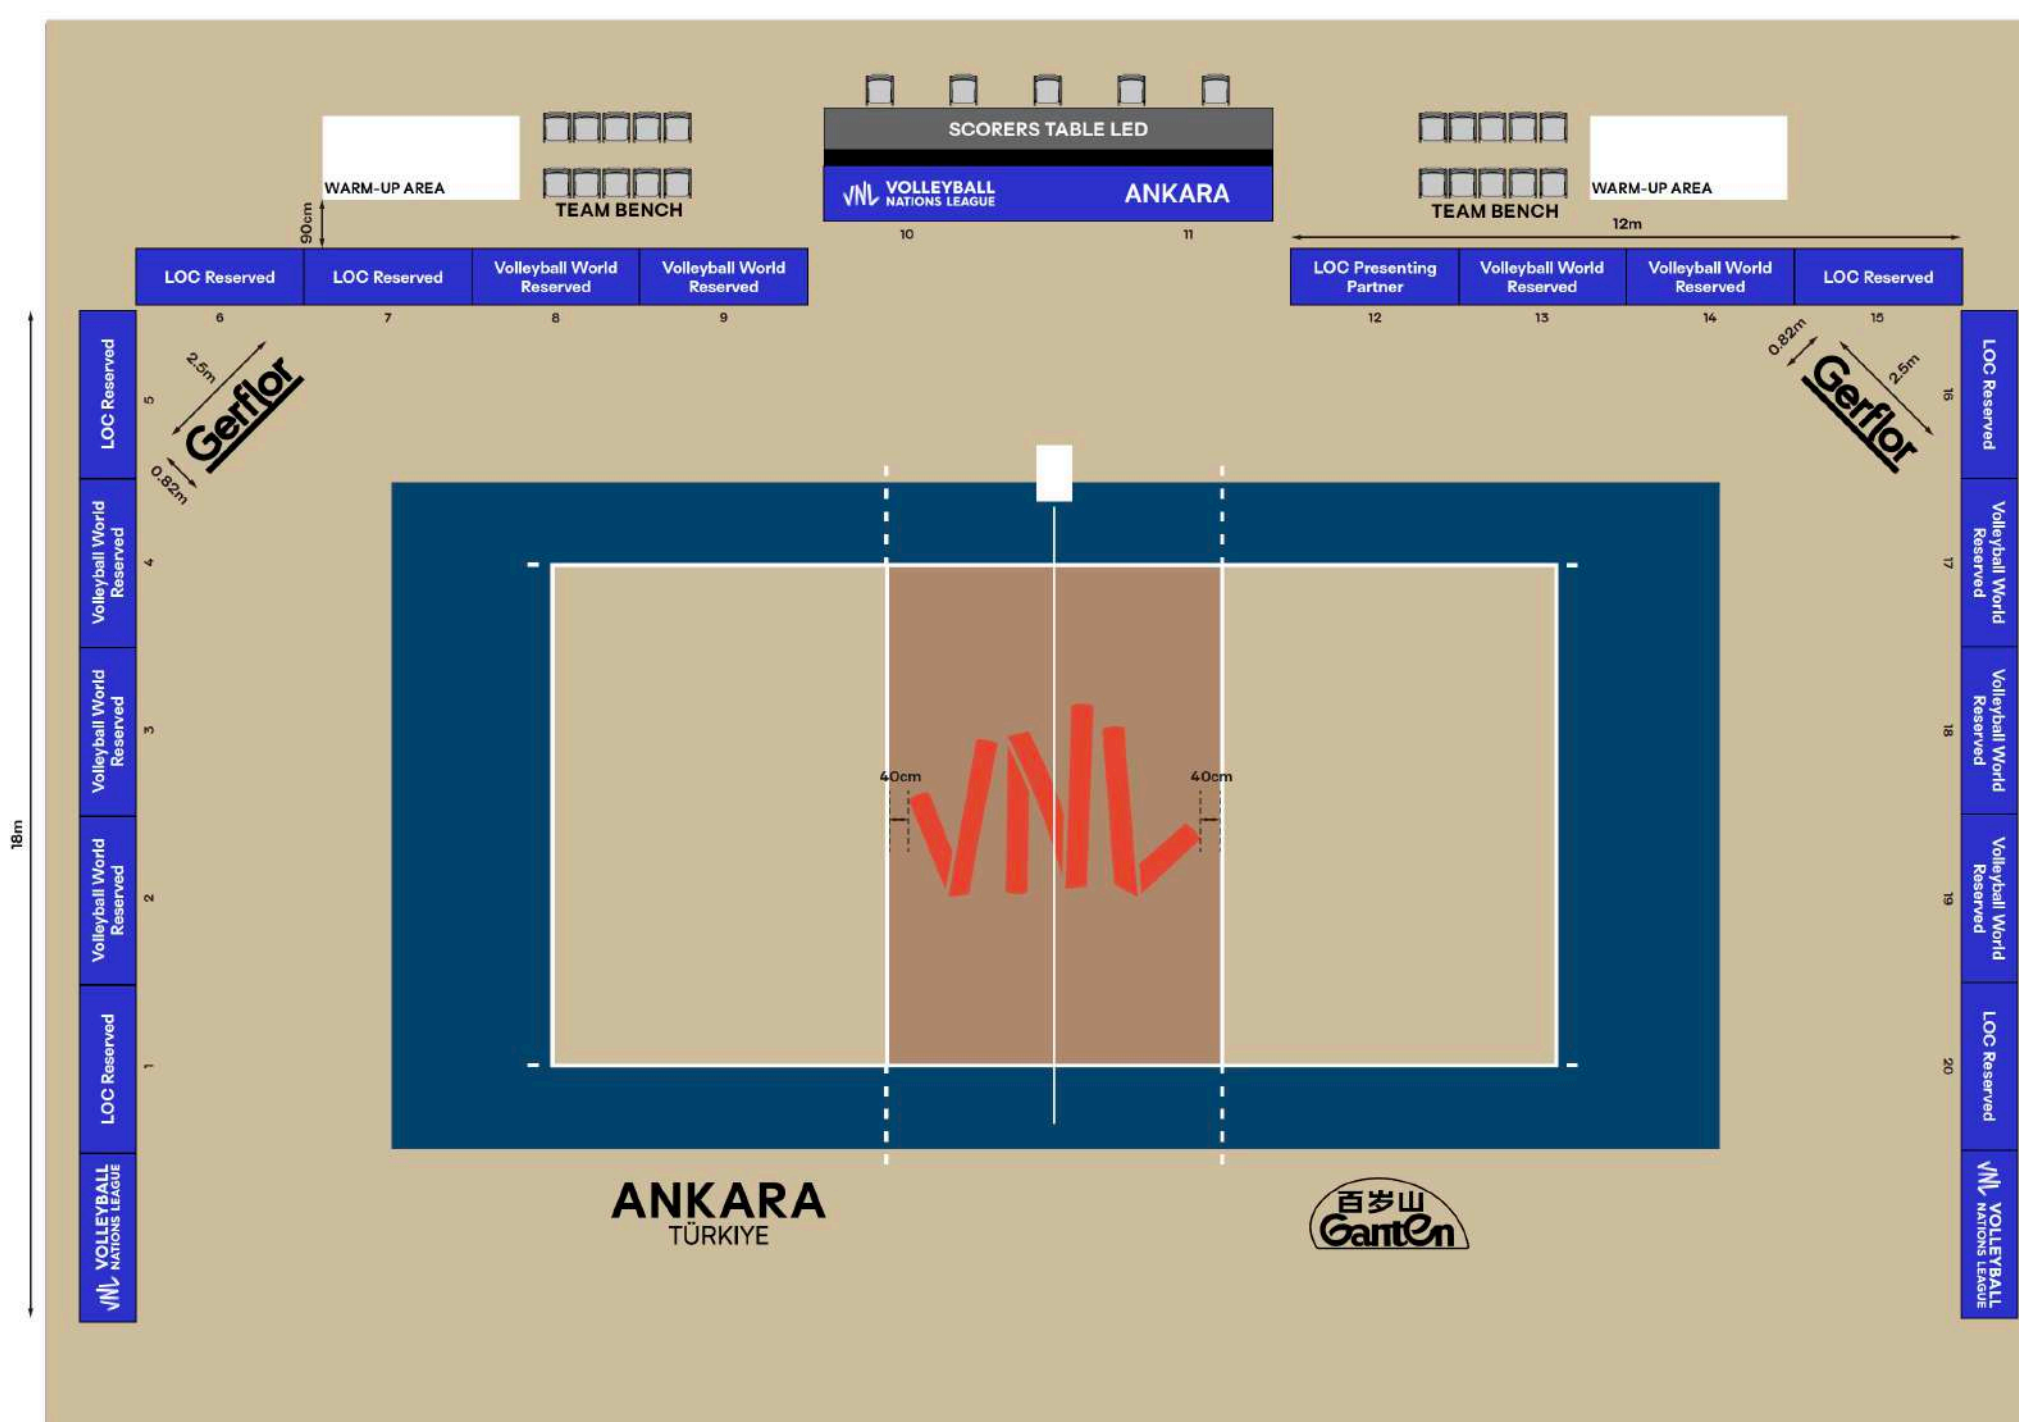 SCORERS TABLE LED
VNL VOLLEYBALL
NATIONS LEAGUE
ANKARA
10
11
WARM-UP AREA
TEAM BENCH
90cm
TEAM BENCH
WARM-UP AREA
12m
LOC Reserved
LOC Reserved
Volleyball World
Reserved
Volleyball World
Reserved
LOC Presenting
Partner
Volleyball World
Reserved
Volleyball World
Reserved
LOC Reserved
6
7
8
9
12
13
14
15
LOC Reserved
5
2.5m
Gerflor
0.82m
0.82m
Gerflor
2.5m
16
LOC Reserved
Volleyball World
Reserved
4
17
Volleyball World
Reserved
Volleyball World
Reserved
3
18
Volleyball World
Reserved
40cm
VNL
40cm
18m
Volleyball World
Reserved
2
19
Volleyball World
Reserved
LOC Reserved
1
20
LOC Reserved
VNL VOLLEYBALL
NATIONS LEAGUE
ANKARA
TÜRKIYE
百岁山
Ganten
VNL VOLLEYBALL
NATIONS LEAGUE